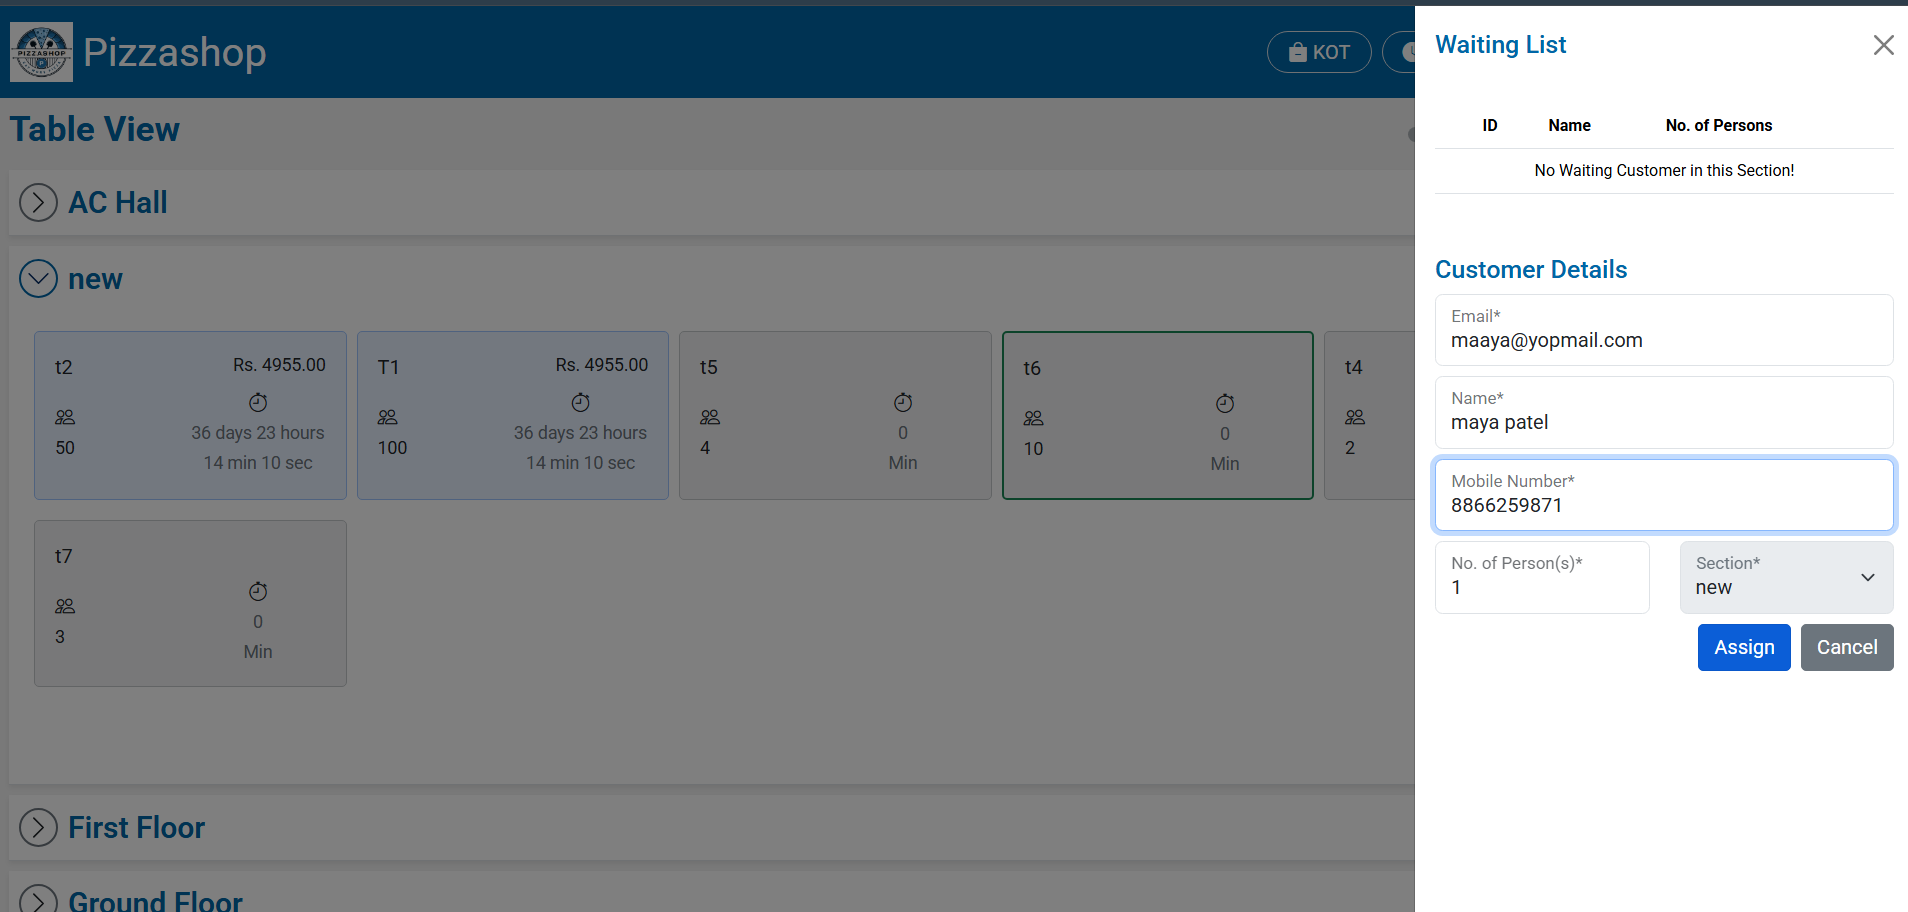 PIZZASHOP
Pizzashop
KOT
Table View
AC Hall
new
t2 Rs. 4955.00
50
36 days 23 hours
14 min 10 sec
T1 Rs. 4955.00
100
36 days 23 hours
14 min 10 sec
t5
4
0
Min
t6
10
0
Min
t4
2
t7
3
0
Min
First Floor
Ground Floor
Waiting List
ID Name No. of Persons
No Waiting Customer in this Section!
Customer Details
Email*
maaya@yopmail.com
Name*
maya patel
Mobile Number*
8866259871
No. of Person(s)*
1
Section*
new
Assign Cancel